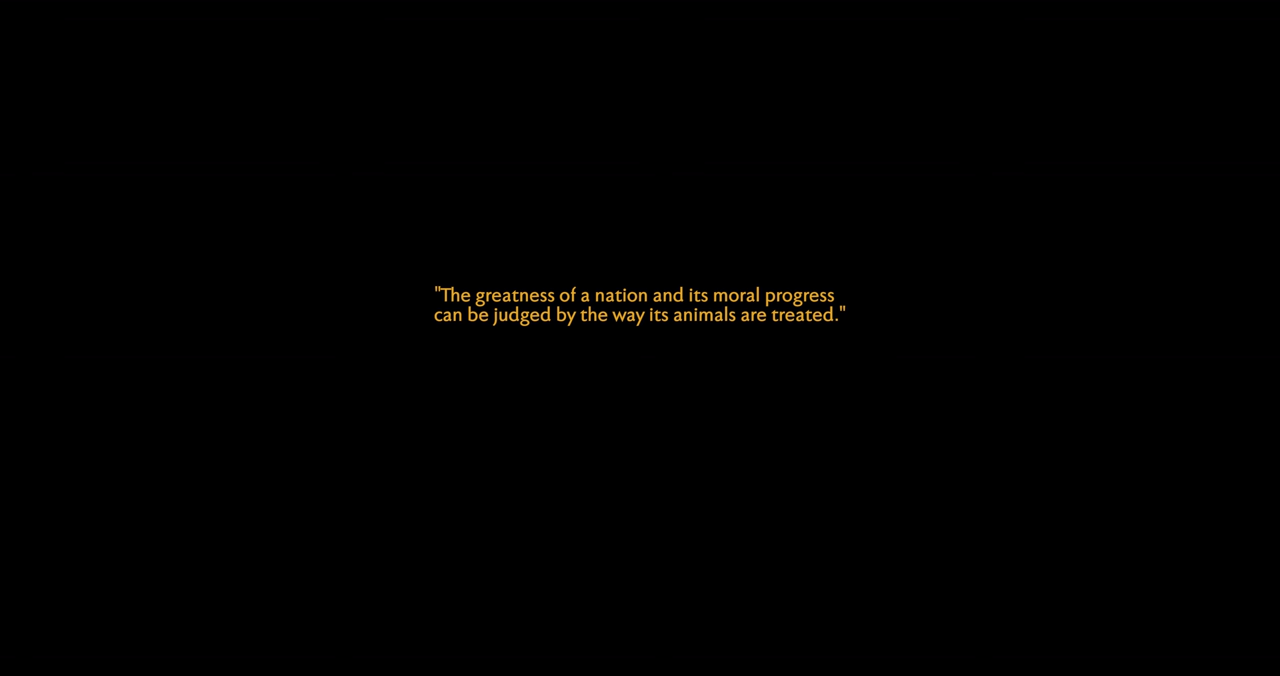 "The greatness of a nation and its moral progress
can be judged by the way its animals are treated."